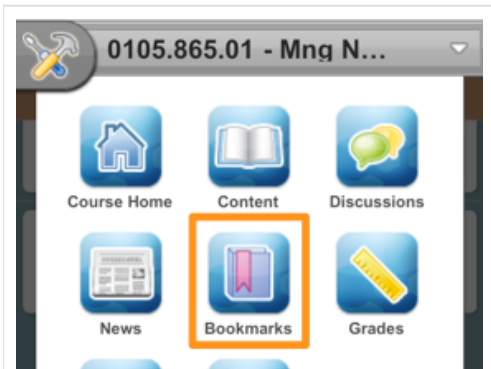 0105.865.01 - Mng N...
Course Home Content Discussions
News Bookmarks Grades